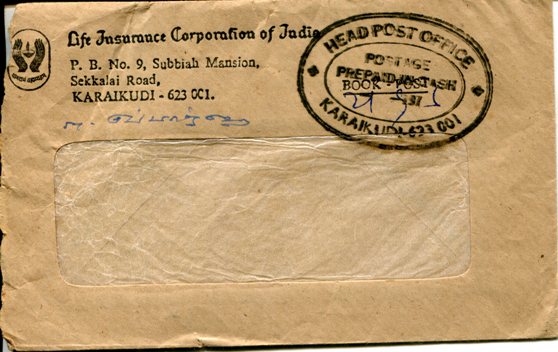 Life Insurance Corporation of India
P. B. No. 9, Subbiah Mansion,
Sekkalai Road,
KARAIKUDI - 623 001.
HEAD POST OFFICE
POSTAGE
PREPAID IN CASH
BOOK POST
KARAIKUDI-623 001